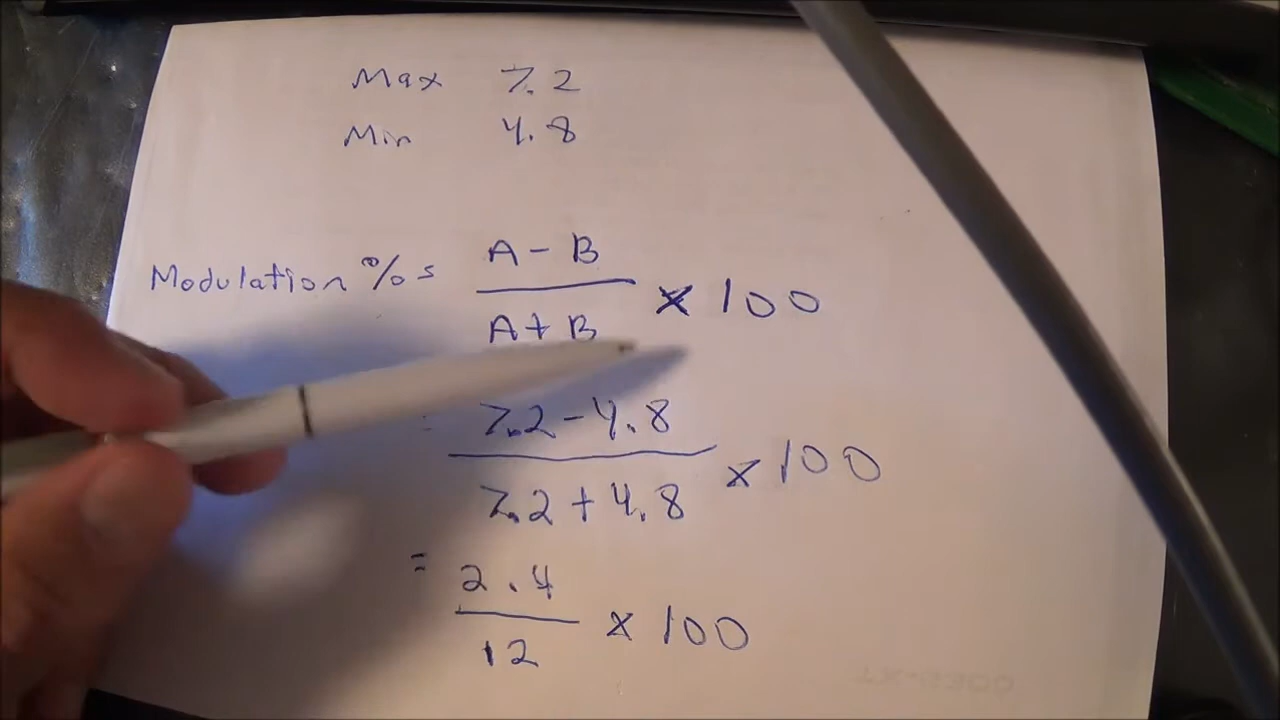 Max 7.2
Min 4.8
Modulation % = A - B
A + B
× 100
= 7.2 - 4.8
7.2 + 4.8
× 100
= 2.4
12
× 100